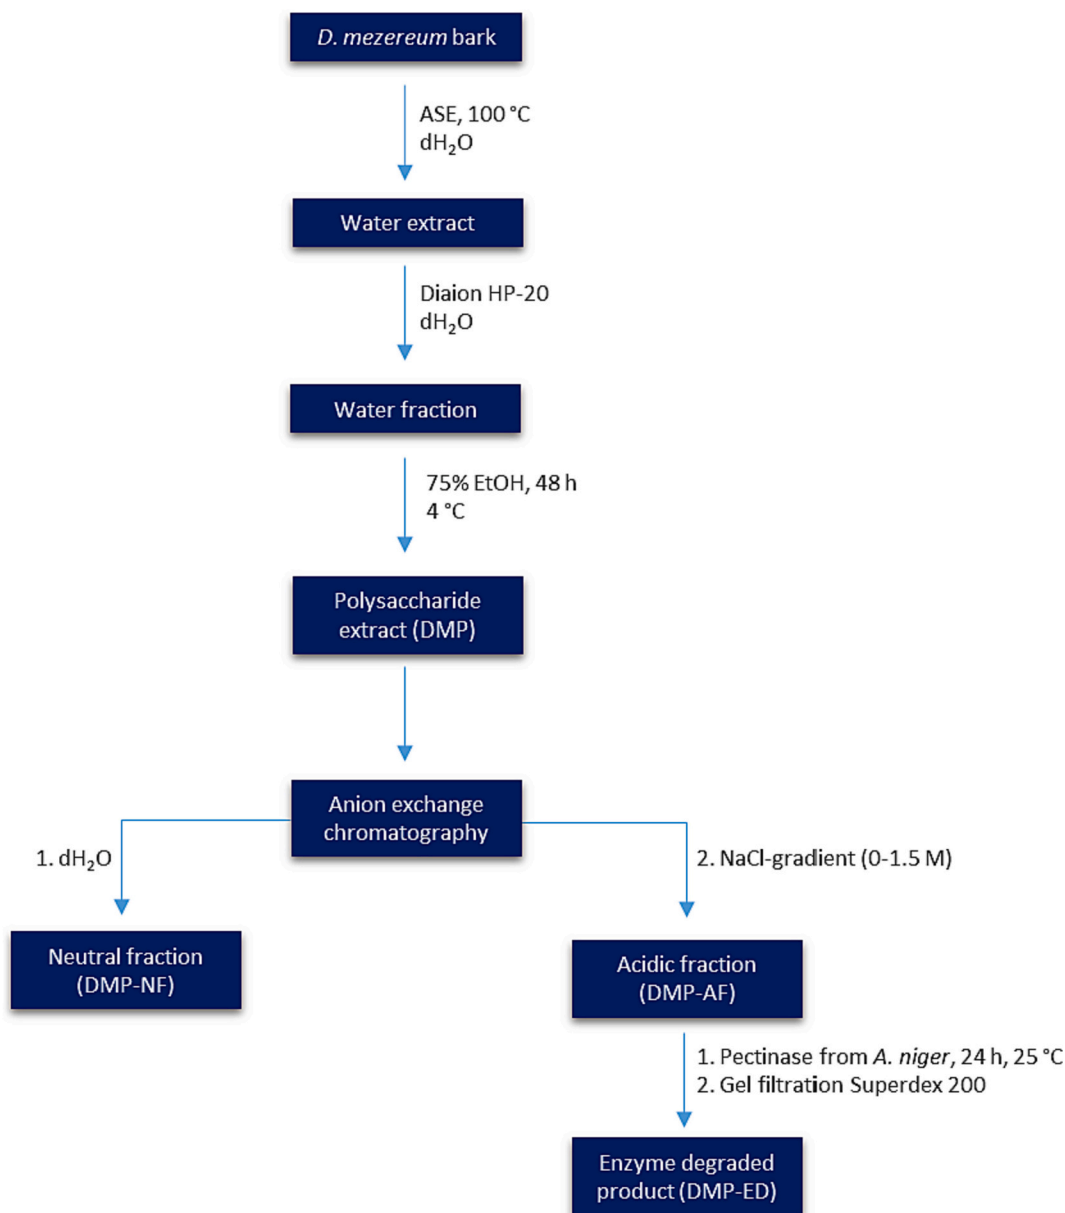 D. mezereum bark
ASE, 100 °C
dH₂O
Water extract
Diaion HP-20
dH₂O
Water fraction
75% EtOH, 48 h
4 °C
Polysaccharide
extract (DMP)
Anion exchange
chromatography
1. dH₂O
2. NaCl-gradient (0-1.5 M)
Neutral fraction
(DMP-NF)
Acidic fraction
(DMP-AF)
1. Pectinase from A. niger, 24 h, 25 °C
2. Gel filtration Superdex 200
Enzyme degraded
product (DMP-ED)